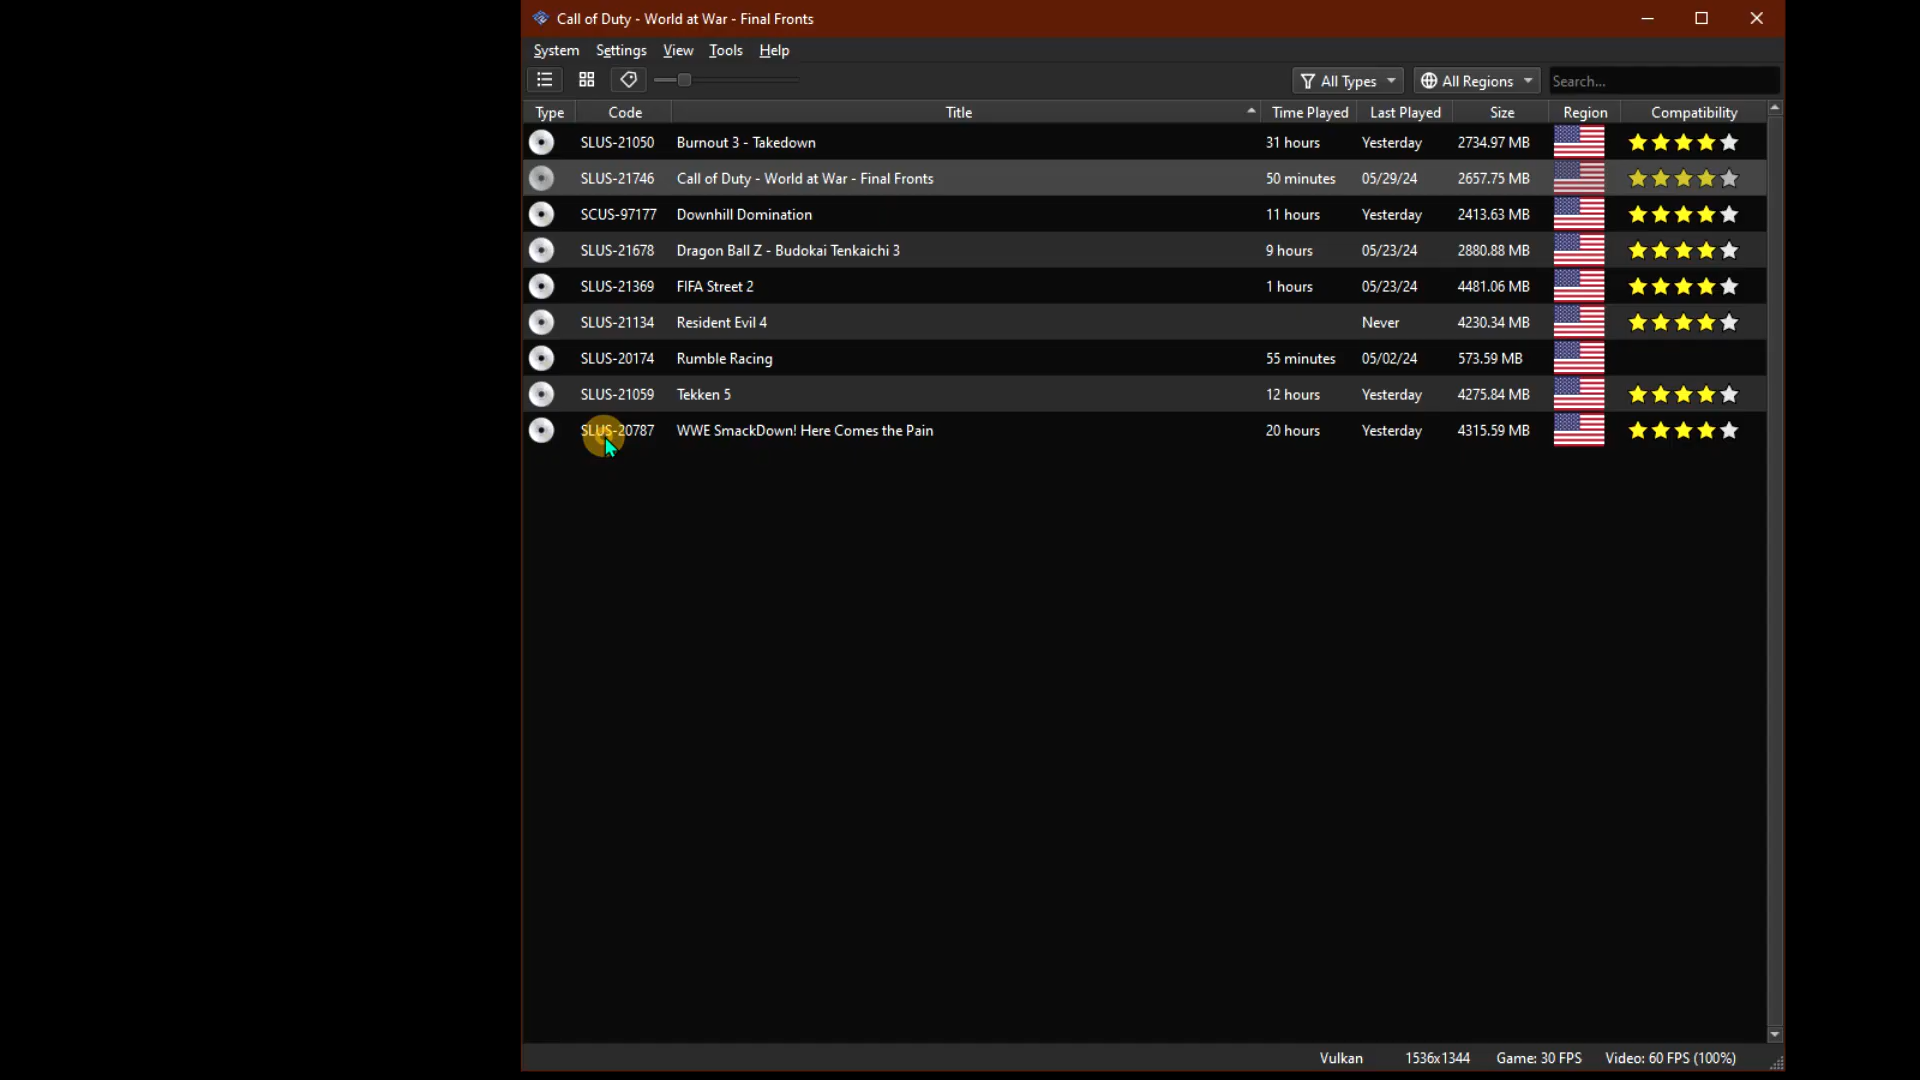 Call of Duty - World at War - Final Fronts
System Settings View Tools Help
All Types All Regions Search...
Type Code Title Time Played Last Played Size Region Compatibility
SLUS-21050 Burnout 3 - Takedown 31 hours Yesterday 2734.97 MB
SLUS-21746 Call of Duty - World at War - Final Fronts 50 minutes 05/29/24 2657.75 MB
SCUS-97177 Downhill Domination 11 hours Yesterday 2413.63 MB
SLUS-21678 Dragon Ball Z - Budokai Tenkaichi 3 9 hours 05/23/24 2880.88 MB
SLUS-21369 FIFA Street 2 1 hours 05/23/24 4481.06 MB
SLUS-21134 Resident Evil 4 Never 4230.34 MB
SLUS-20174 Rumble Racing 55 minutes 05/02/24 573.59 MB
SLUS-21059 Tekken 5 12 hours Yesterday 4275.84 MB
SLUS-20787 WWE SmackDown! Here Comes the Pain 20 hours Yesterday 4315.59 MB
Vulkan 1536x1344 Game: 30 FPS Video: 60 FPS (100%)